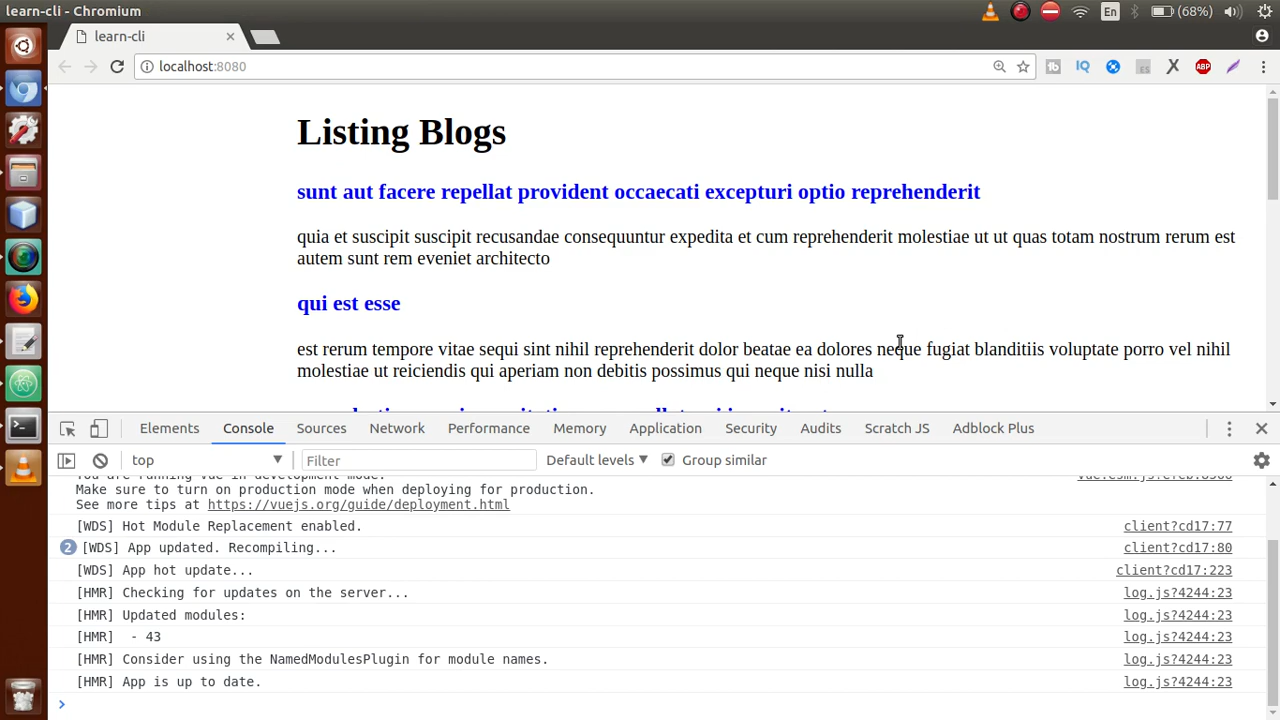 learn-cli - Chromium
En
(68%)
learn-cli
localhost:8080
Listing Blogs
sunt aut facere repellat provident occaecati excepturi optio reprehenderit
quia et suscipit suscipit recusandae consequuntur expedita et cum reprehenderit molestiae ut ut quas totam nostrum rerum est
autem sunt rem eveniet architecto
qui est esse
est rerum tempore vitae sequi sint nihil reprehenderit dolor beatae ea dolores neque fugiat blanditiis voluptate porro vel nihil
molestiae ut reiciendis qui aperiam non debitis possimus qui neque nisi nulla
Elements Console Sources Network Performance Memory Application Security Audits Scratch JS Adblock Plus
top Filter Default levels Group similar
You are running Vue in development mode.
Make sure to turn on production mode when deploying for production.
See more tips at https://vuejs.org/guide/deployment.html
[WDS] Hot Module Replacement enabled. client?cd17:77
2 [WDS] App updated. Recompiling... client?cd17:80
[WDS] App hot update... client?cd17:223
[HMR] Checking for updates on the server... log.js?4244:23
[HMR] Updated modules: log.js?4244:23
[HMR]  - 43 log.js?4244:23
[HMR] Consider using the NamedModulesPlugin for module names. log.js?4244:23
[HMR] App is up to date. log.js?4244:23